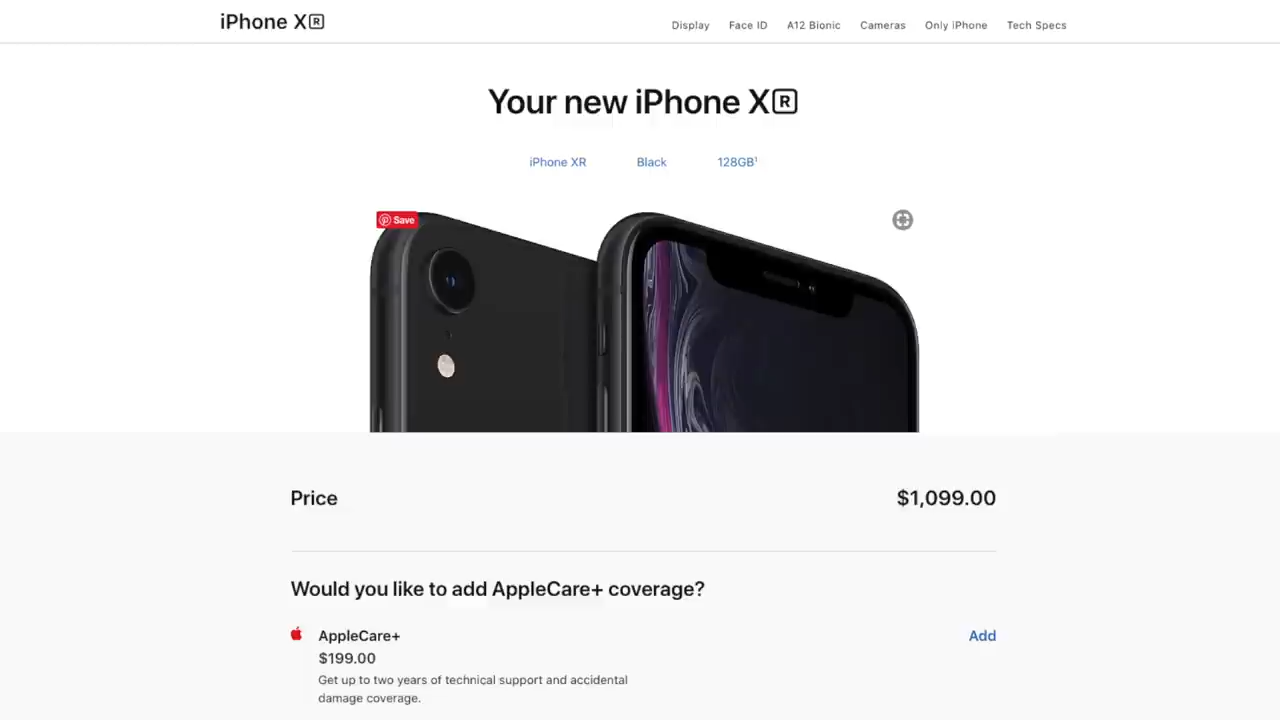 iPhone XR
Display Face ID A12 Bionic Cameras Only iPhone Tech Specs
Your new iPhone XR
iPhone XR Black 128GB¹
Save
Price $1,099.00
Would you like to add AppleCare+ coverage?
AppleCare+ Add
$199.00
Get up to two years of technical support and accidental
damage coverage.